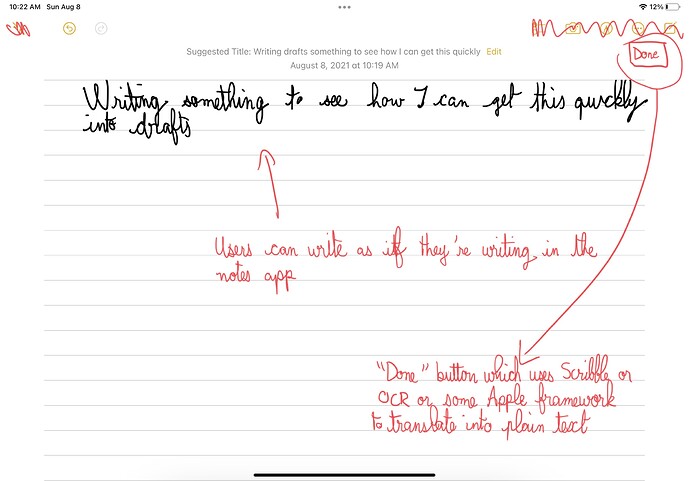 10:22 AM Sun Aug 8
12%
Suggested Title: Writing drafts something to see how I can get this quickly Edit
August 8, 2021 at 10:19 AM
Done
Writing something to see how I can get this quickly
into drafts
Users can write as if they're writing in the
notes app
"Done" button which uses Scribble or
OCR or some Apple framework
to translate into plain text